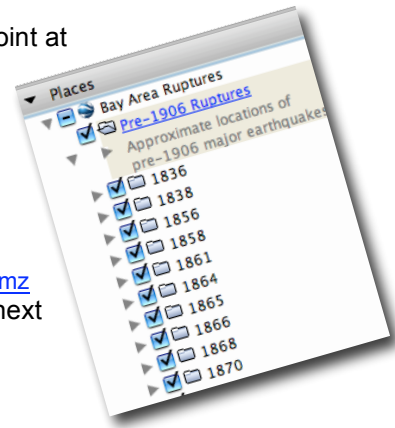 oint at
Places
Bay Area Ruptures
Pre-1906 Ruptures
Approximate locations of
pre-1906 major earthquakes
1836
1838
1856
1858
1861
1864
1865
1866
1868
1870
mz
next